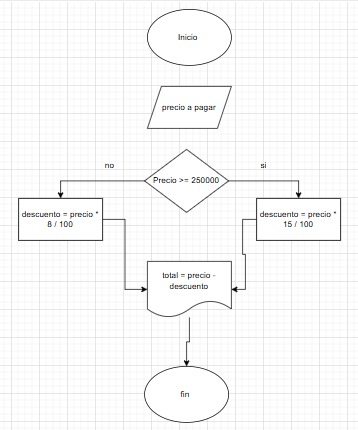 Inicio
precio a pagar
no
si
Precio >= 250000
descuento = precio *
8 / 100
descuento = precio *
15 / 100
total = precio -
descuento
fin